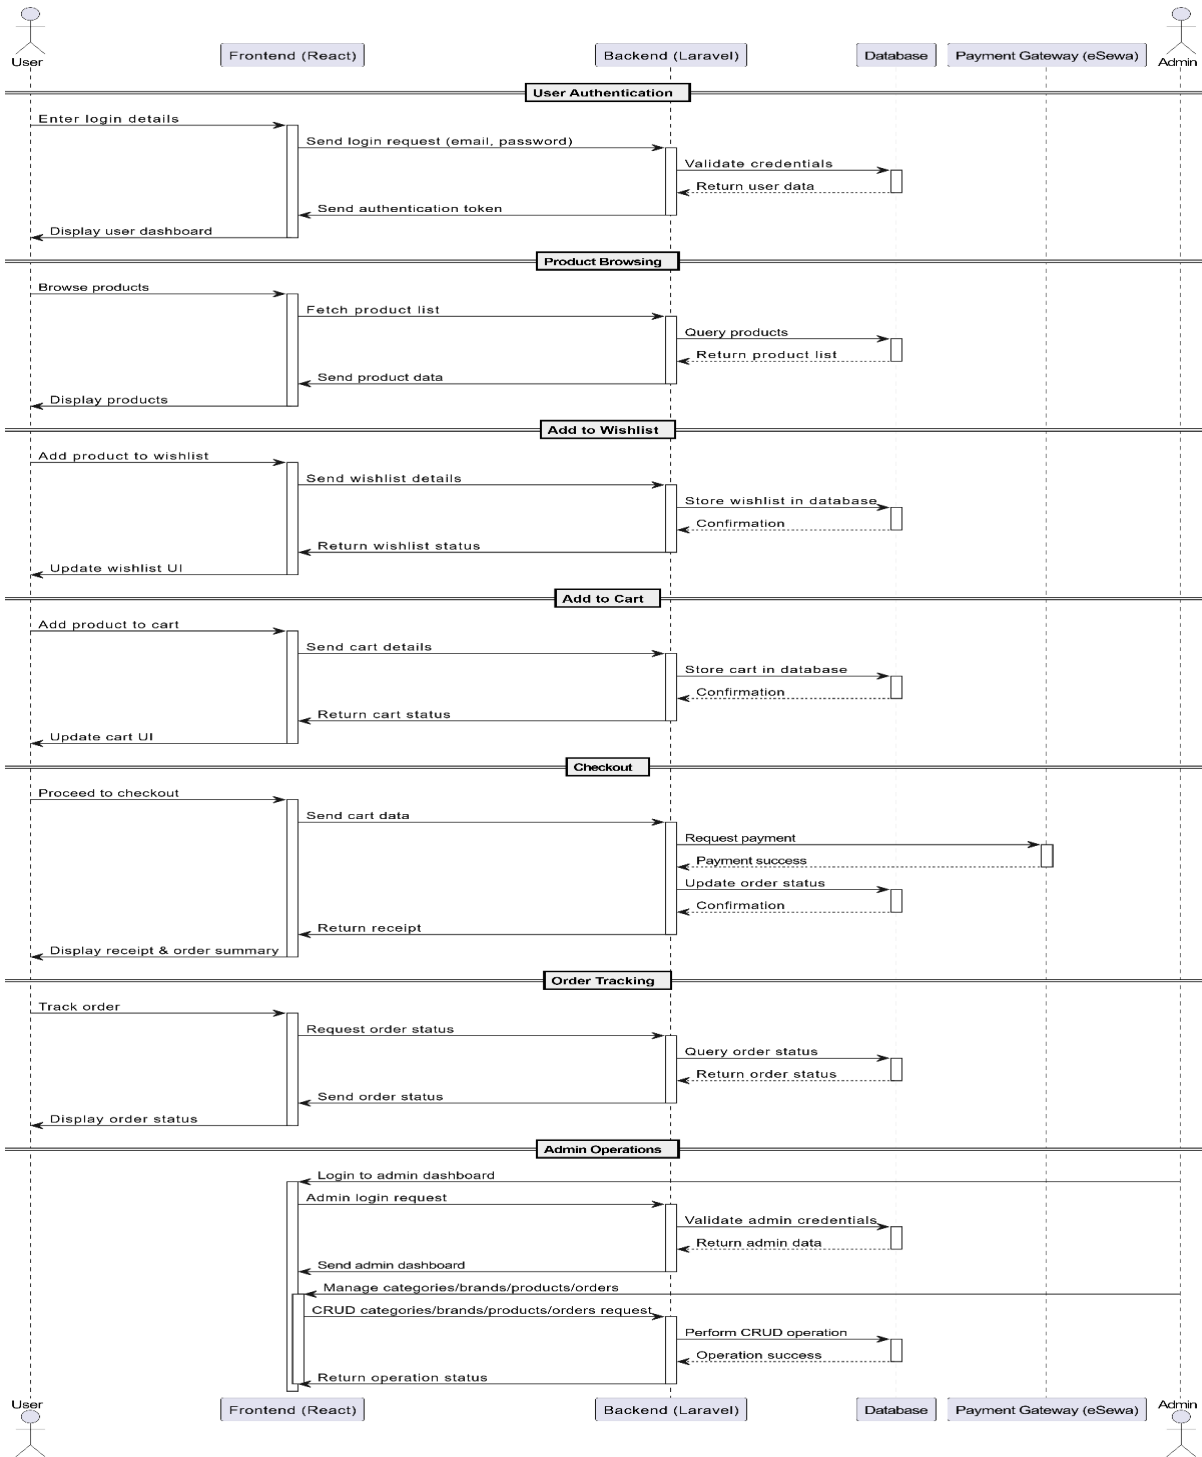 User
Frontend (React)
Backend (Laravel)
Database
Payment Gateway (eSewa)
Admin
User Authentication
Enter login details
Send login request (email, password)
Validate credentials
Return user data
Send authentication token
Display user dashboard
Product Browsing
Browse products
Fetch product list
Query products
Return product list
Send product data
Display products
Add to Wishlist
Add product to wishlist
Send wishlist details
Store wishlist in database
Confirmation
Return wishlist status
Update wishlist UI
Add to Cart
Add product to cart
Send cart details
Store cart in database
Confirmation
Return cart status
Update cart UI
Checkout
Proceed to checkout
Send cart data
Request payment
Payment success
Update order status
Confirmation
Return receipt
Display receipt & order summary
Order Tracking
Track order
Request order status
Query order status
Return order status
Send order status
Display order status
Admin Operations
Login to admin dashboard
Admin login request
Validate admin credentials
Return admin data
Send admin dashboard
Manage categories/brands/products/orders
CRUD categories/brands/products/orders request
Perform CRUD operation
Operation success
Return operation status
User
Frontend (React)
Backend (Laravel)
Database
Payment Gateway (eSewa)
Admin